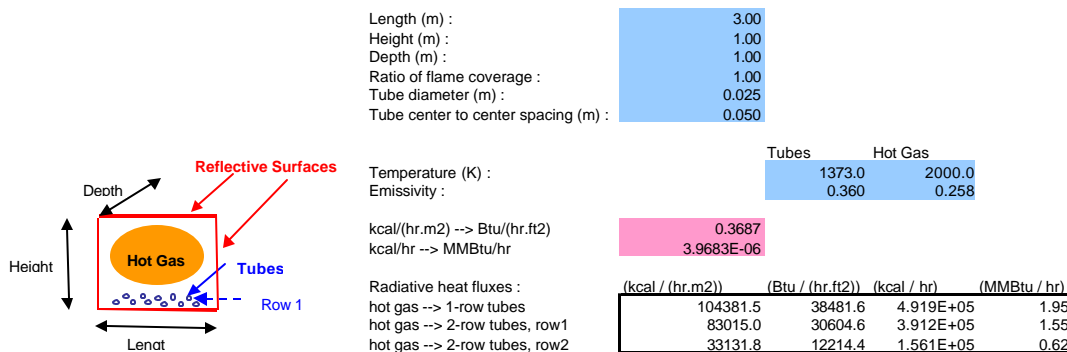 Length (m) : 3.00
Height (m) : 1.00
Depth (m) : 1.00
Ratio of flame coverage : 1.00
Tube diameter (m) : 0.025
Tube center to center spacing (m) : 0.050
Tubes Hot Gas
Temperature (K) : 1373.0 2000.0
Emissivity : 0.360 0.258
kcal/(hr.m2) --> Btu/(hr.ft2) 0.3687
kcal/hr --> MMBtu/hr 3.9683E-06
Radiative heat fluxes : (kcal / (hr.m2)) (Btu / (hr.ft2)) (kcal / hr) (MMBtu / hr)
hot gas --> 1-row tubes 104381.5 38481.6 4.919E+05 1.95
hot gas --> 2-row tubes, row1 83015.0 30604.6 3.912E+05 1.55
hot gas --> 2-row tubes, row2 33131.8 12214.4 1.561E+05 0.62
Reflective Surfaces
Depth
Height
Hot Gas
Tubes
Row 1
Lengt